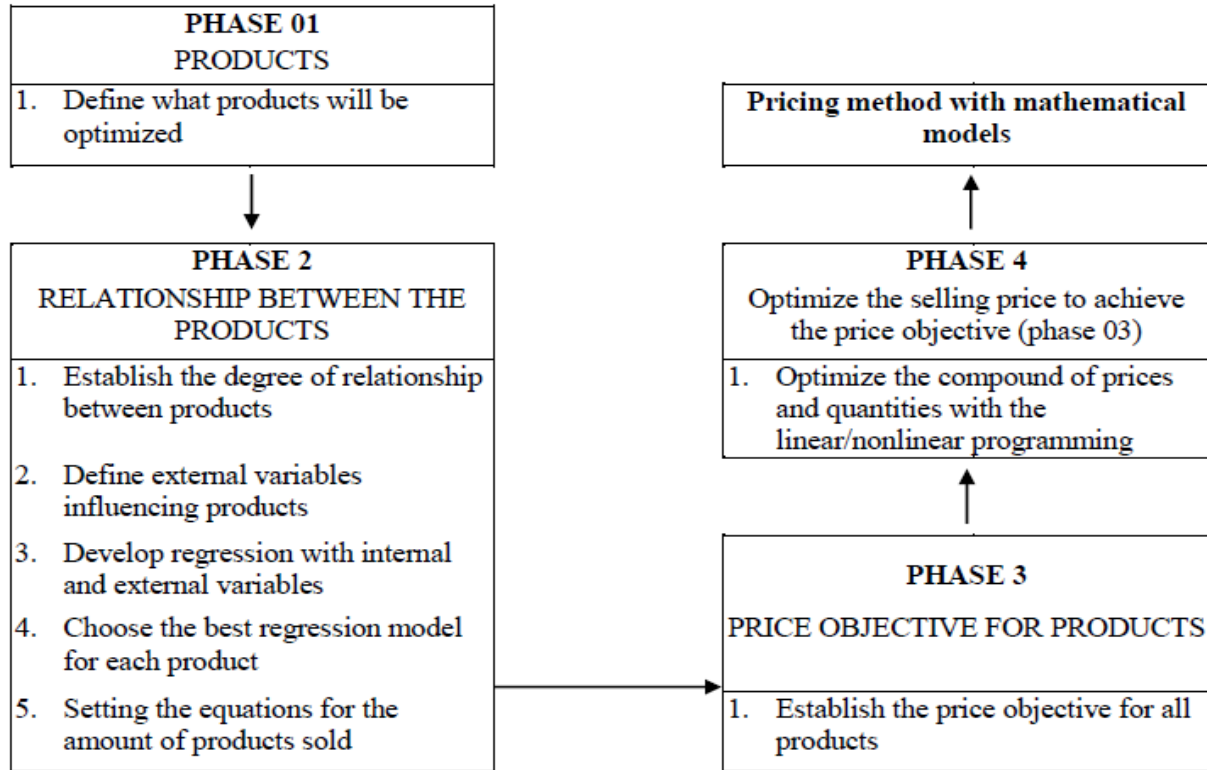 PHASE 01
PRODUCTS
1. Define what products will be
optimized
PHASE 2
RELATIONSHIP BETWEEN THE
PRODUCTS
1. Establish the degree of relationship
between products
2. Define external variables
influencing products
3. Develop regression with internal
and external variables
4. Choose the best regression model
for each product
5. Setting the equations for the
amount of products sold
PHASE 3
PRICE OBJECTIVE FOR PRODUCTS
1. Establish the price objective for all
products
PHASE 4
Optimize the selling price to achieve
the price objective (phase 03)
1. Optimize the compound of prices
and quantities with the
linear/nonlinear programming
Pricing method with mathematical
models